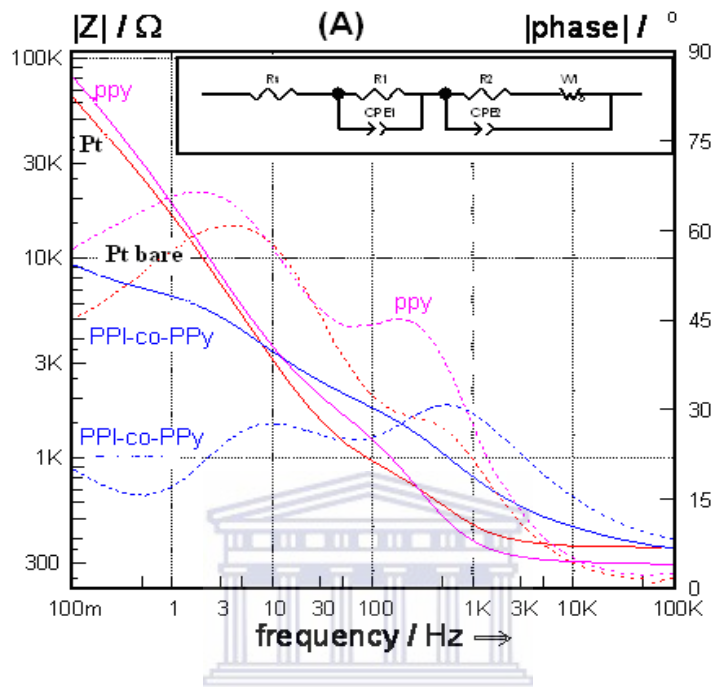 |Z| / Ω (A) |phase| / °
100K 90
Rs R1 R2 W1
CPE1 CPE2
ppy
75
Pt
30K
60
Pt bare
10K
ppy 45
PPI-co-PPy
3K
30
PPI-co-PPy
1K
15
300
0
100m 1 3 10 30 100 1K 3K 10K 100K
frequency / Hz ⇒